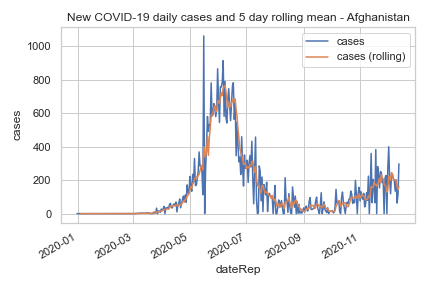 New COVID-19 daily cases and 5 day rolling mean - Afghanistan
cases
cases (rolling)
1000
800
600
400
200
0
cases
2020-01
2020-03
2020-05
2020-07
2020-09
2020-11
dateRep